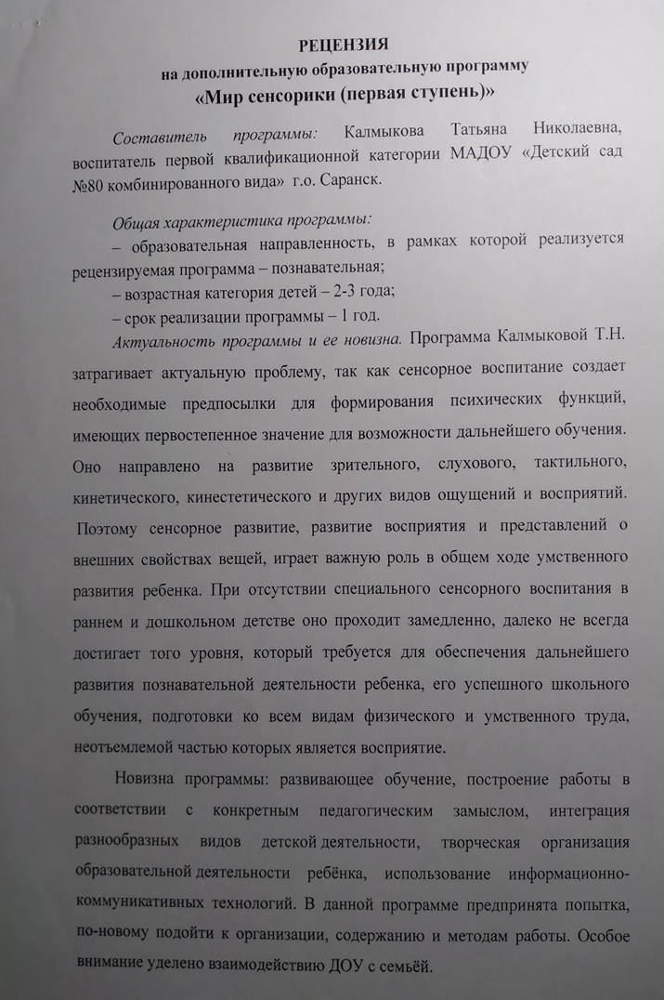 РЕЦЕНЗИЯ
на дополнительную образовательную программу
«Мир сенсорики (первая ступень)»
Составитель программы: Калмыкова Татьяна Николаевна,
воспитатель первой квалификационной категории МАДОУ «Детский сад
№80 комбинированного вида» г.о. Саранск.
Общая характеристика программы:
– образовательная направленность, в рамках которой реализуется
рецензируемая программа – познавательная;
– возрастная категория детей – 2-3 года;
– срок реализации программы – 1 год.
Актуальность программы и ее новизна. Программа Калмыковой Т.Н.
затрагивает актуальную проблему, так как сенсорное воспитание создает
необходимые предпосылки для формирования психических функций,
имеющих первостепенное значение для возможности дальнейшего обучения.
Оно направлено на развитие зрительного, слухового, тактильного,
кинетического, кинестетического и других видов ощущений и восприятий.
Поэтому сенсорное развитие, развитие восприятия и представлений о
внешних свойствах вещей, играет важную роль в общем ходе умственного
развития ребенка. При отсутствии специального сенсорного воспитания в
раннем и дошкольном детстве оно проходит замедленно, далеко не всегда
достигает того уровня, который требуется для обеспечения дальнейшего
развития познавательной деятельности ребенка, его успешного школьного
обучения, подготовки ко всем видам физического и умственного труда,
неотъемлемой частью которых является восприятие.
Новизна программы: развивающее обучение, построение работы в
соответствии с конкретным педагогическим замыслом, интеграция
разнообразных видов детской деятельности, творческая организация
образовательной деятельности ребёнка, использование информационно-
коммуникативных технологий. В данной программе предпринята попытка,
по-новому подойти к организации, содержанию и методам работы. Особое
внимание уделено взаимодействию ДОУ с семьёй.